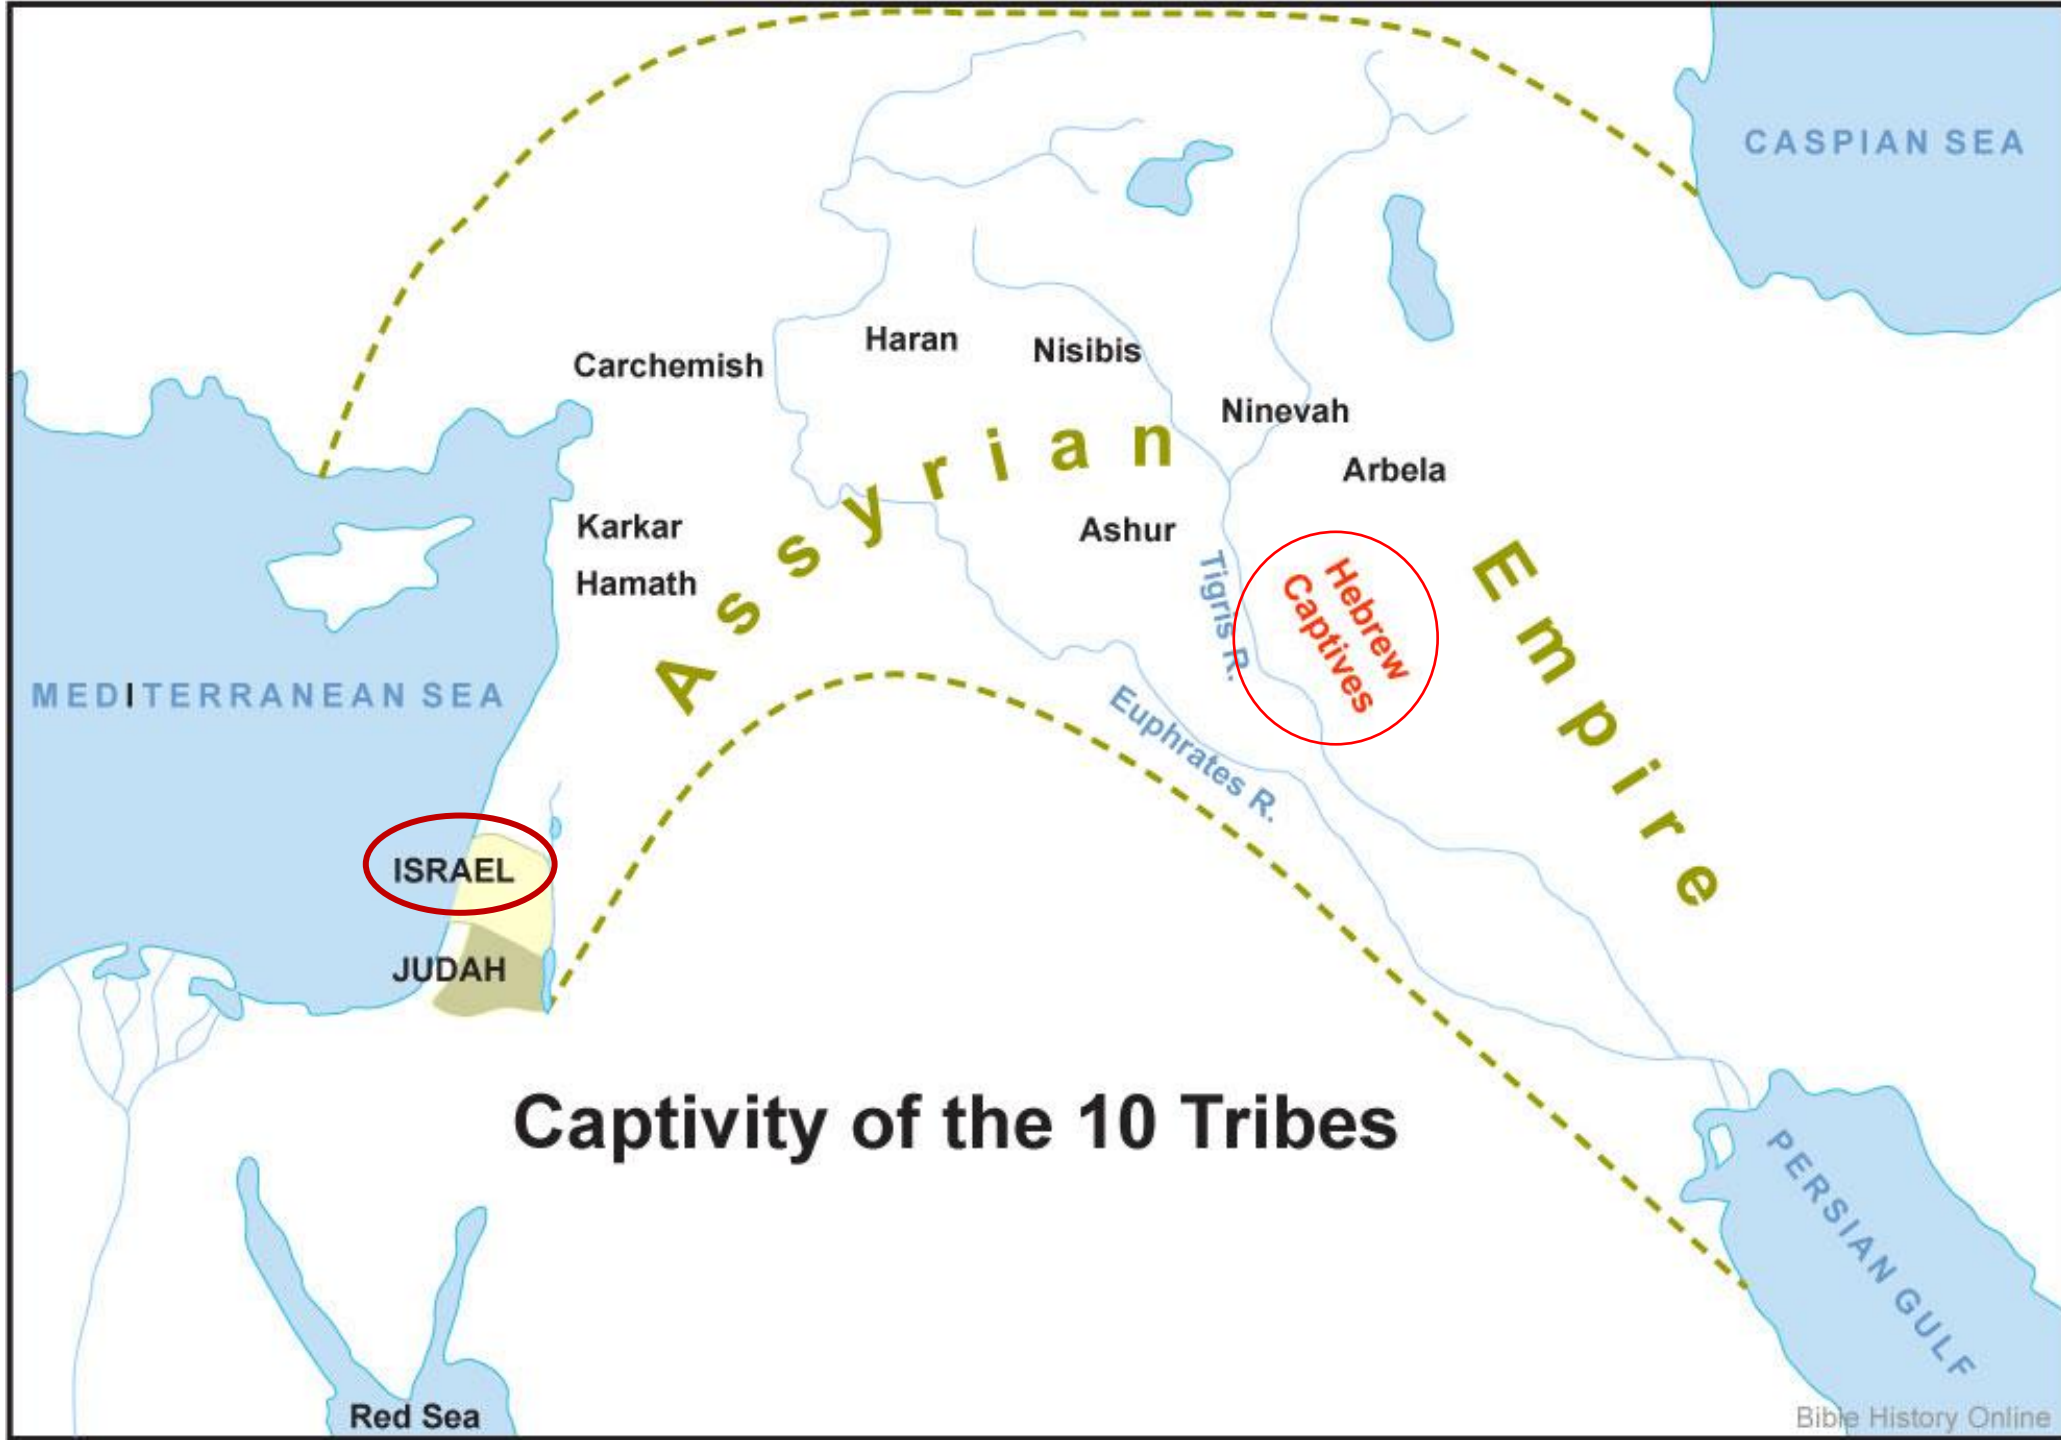 CASPIAN SEA
Haran
Nisibis
Carchemish
Ninevah
Assyrian
Arbela
Karkar
Ashur
Hamath
Tigris R.
Hebrew
Captives
Empire
MEDITERRANEAN SEA
Euphrates R.
ISRAEL
JUDAH
Captivity of the 10 Tribes
PERSIAN GULF
Red Sea
Bible History Online